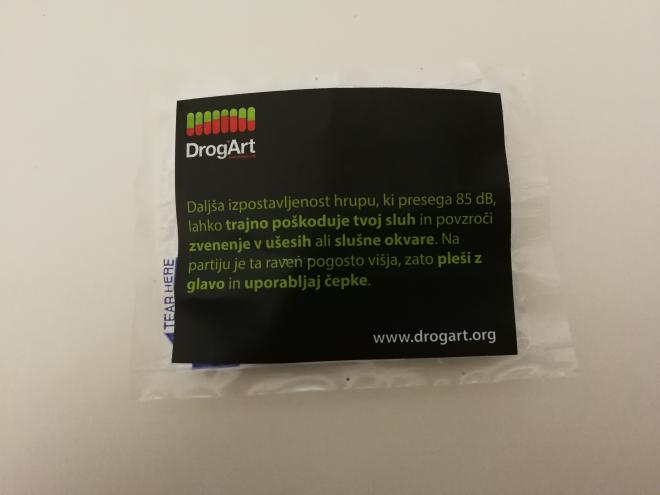 DrogArt
Daljša izpostavljenost hrupu, ki presega 85 dB,
lahko trajno poškoduje tvoj sluh in povzroči
zvenenje v ušesih ali slušne okvare. Na
partiju je ta raven pogosto višja, zato pleši z
glavo in uporabljaj čepke.
TEAR HERE
www.drogart.org